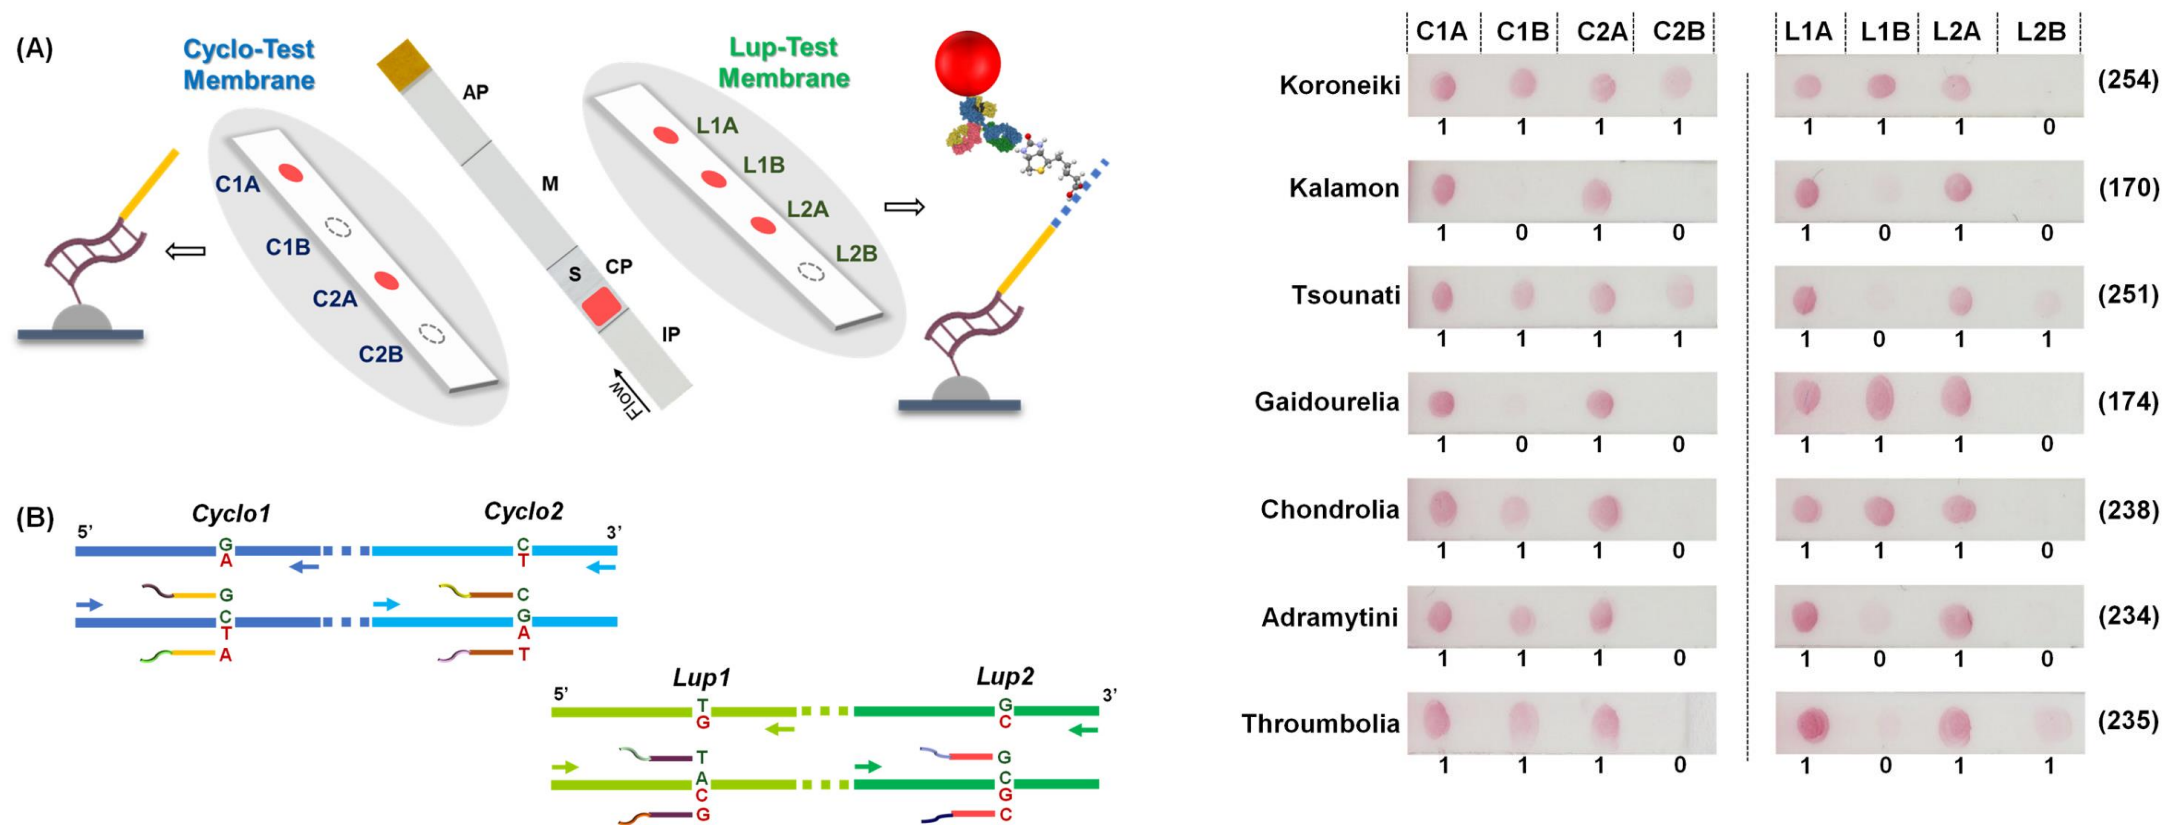 (A)
Cyclo-Test
Membrane
C1A
C1B
C2A
C2B
AP
M
S
CP
IP
Flow
Lup-Test
Membrane
L1A
L1B
L2A
L2B
(B)
Cyclo1 Cyclo2
5’ 3’
G C
A T
G C
C G
T A
A T
Lup1 Lup2
5’ 3’
T G
G C
T G
A C
C G
G C
C1A C1B C2A C2B L1A L1B L2A L2B
Koroneiki (254)
1 1 1 1 1 1 1 0
Kalamon (170)
1 0 1 0 1 0 1 0
Tsounati (251)
1 1 1 1 1 0 1 1
Gaidourelia (174)
1 0 1 0 1 1 1 0
Chondrolia (238)
1 1 1 0 1 1 1 0
Adramytini (234)
1 1 1 0 1 0 1 0
Throumbolia (235)
1 1 1 0 1 0 1 1